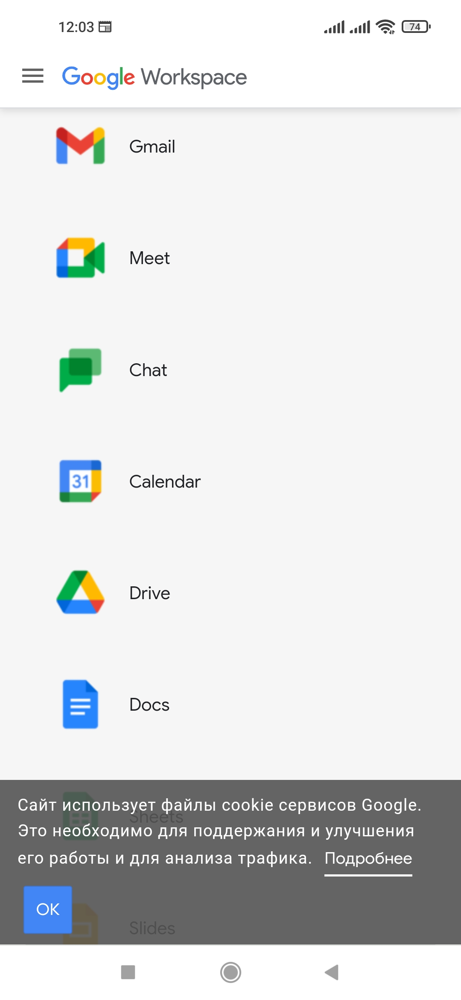 12:03
74
Google Workspace
Gmail
Meet
Chat
31
Calendar
Drive
Docs
Сайт использует файлы cookie сервисов Google.
Sheets
Это необходимо для поддержания и улучшения
его работы и для анализа трафика. Подробнее
OK
Slides